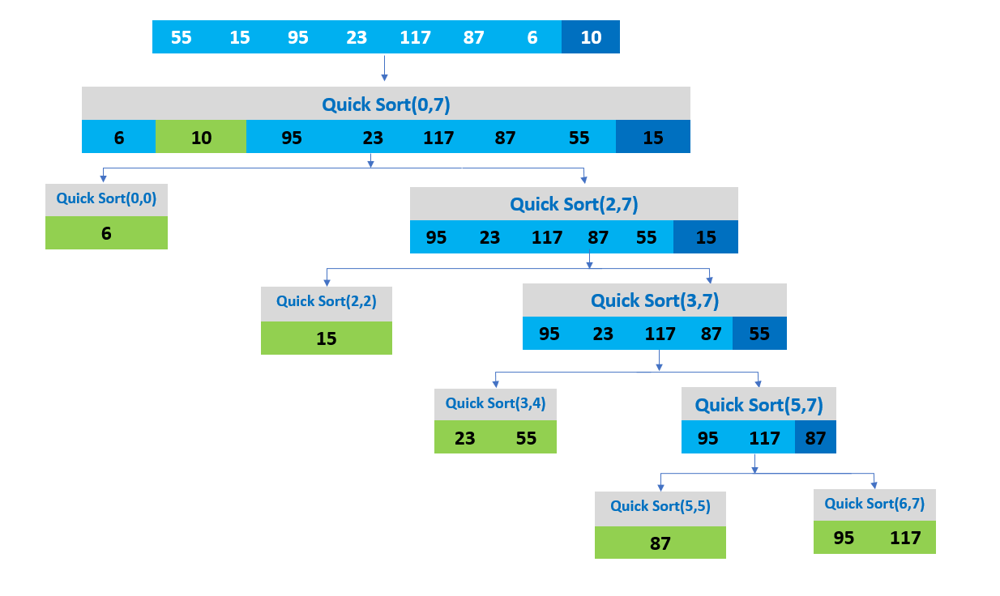 55 15 95 23 117 87 6 10
Quick Sort(0,7)
6 10 95 23 117 87 55 15
Quick Sort(0,0)
6
Quick Sort(2,7)
95 23 117 87 55 15
Quick Sort(2,2)
15
Quick Sort(3,7)
95 23 117 87 55
Quick Sort(3,4)
23 55
Quick Sort(5,7)
95 117 87
Quick Sort(5,5)
87
Quick Sort(6,7)
95 117